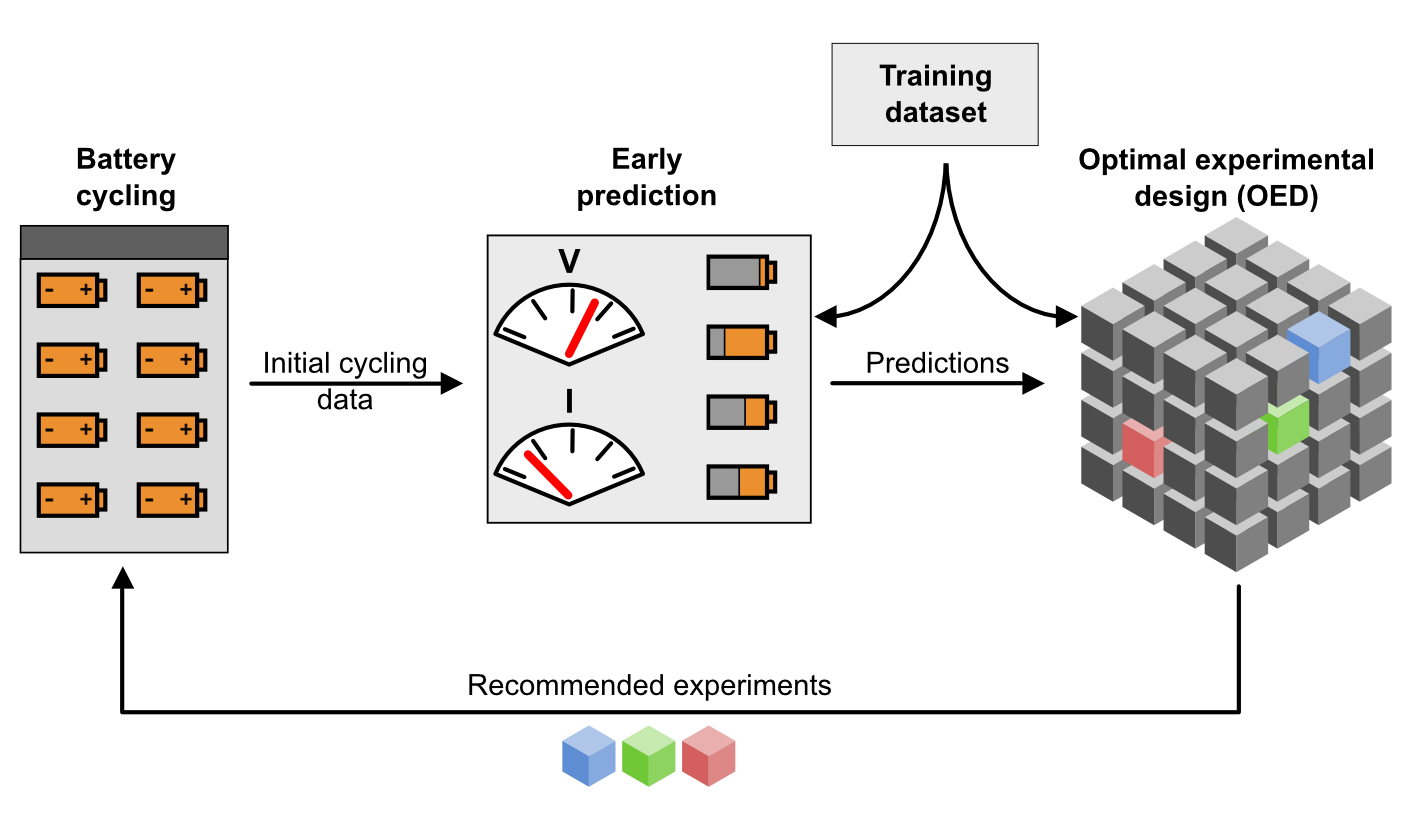 Training
dataset
Battery
cycling
Early
prediction
Optimal experimental
design (OED)
- + - +
- + - +
- + - +
- + - +
V
I
Initial cycling
data
Predictions
Recommended experiments